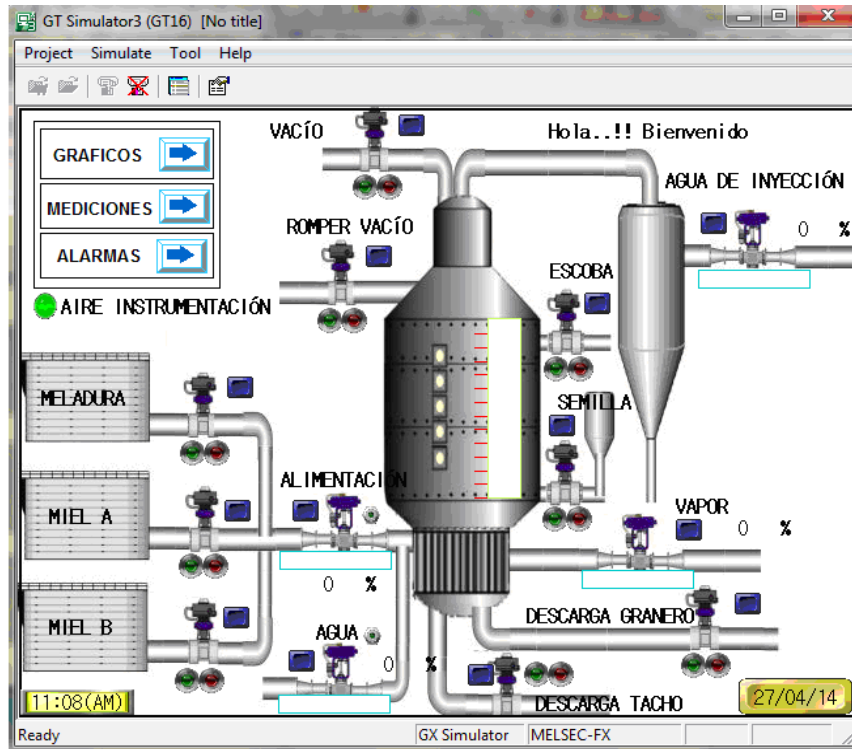 GT Simulator3 (GT16) [No title]
Project Simulate Tool Help
VACÍO
Hola..!! Bienvenido
GRAFICOS
MEDICIONES
ALARMAS
AGUA DE INYECCIÓN
0 %
ROMPER VACÍO
ESCOBA
AIRE INSTRUMENTACIÓN
MELADURA
SEMILLA
ALIMENTACIÓN
MIEL A
VAPOR
0 %
0 %
MIEL B
DESCARGA GRANERO
AGUA
0 %
DESCARGA TACHO
11:08(AM)
27/04/14
Ready
GX Simulator
MELSEC-FX